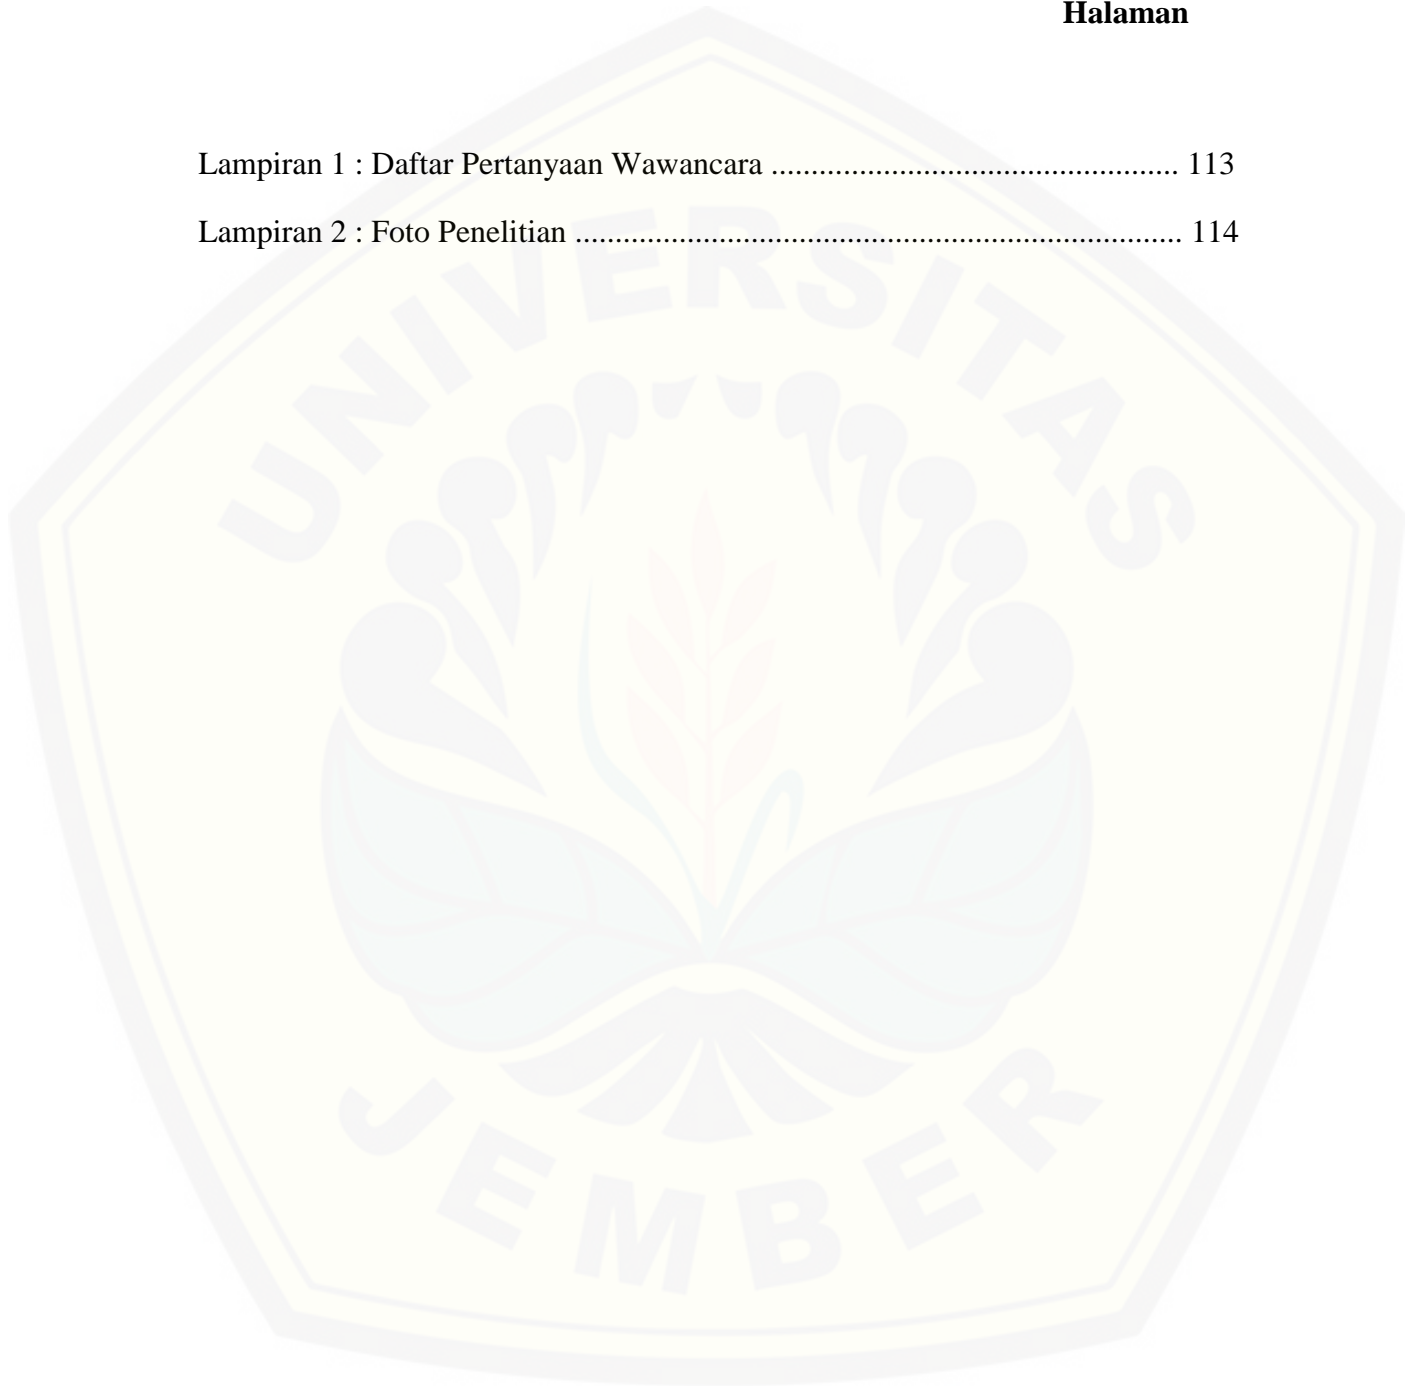 Halaman
Lampiran 1 : Daftar Pertanyaan Wawancara .................................................. 113
Lampiran 2 : Foto Penelitian ........................................................................... 114
UNIVERSITAS
JEMBER